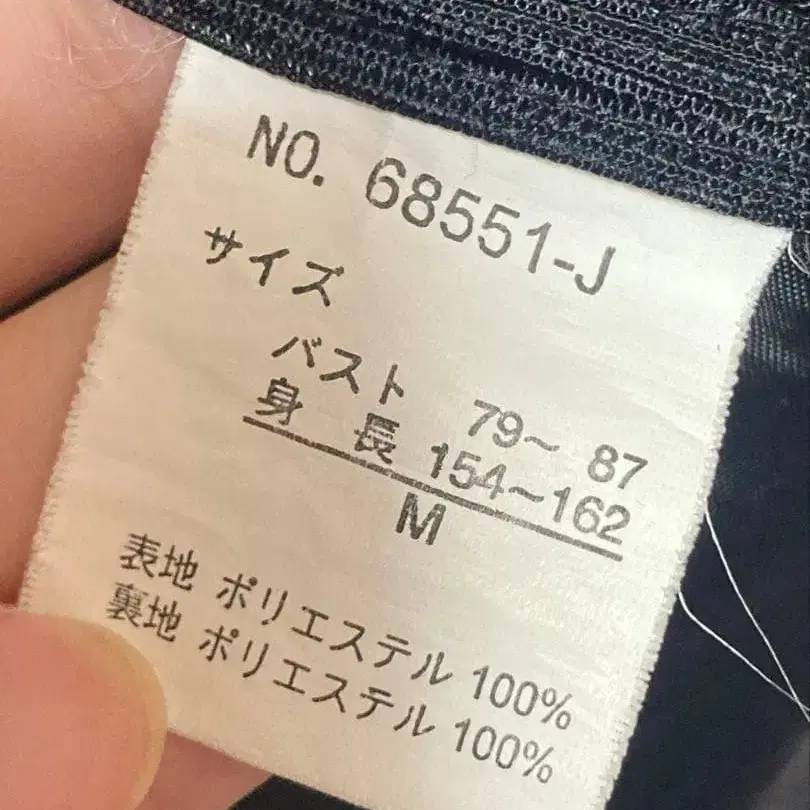 NO. 68551-J
サイズ
バスト 79～ 87
身 長 154～162
M
表地 ポリエステル 100%
裏地 ポリエステル 100%